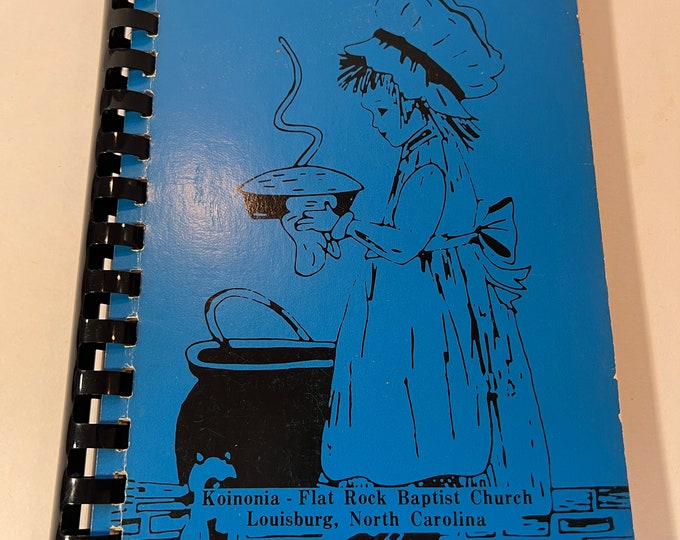 Koinonia - Flat Rock Baptist Church
Louisburg, North Carolina